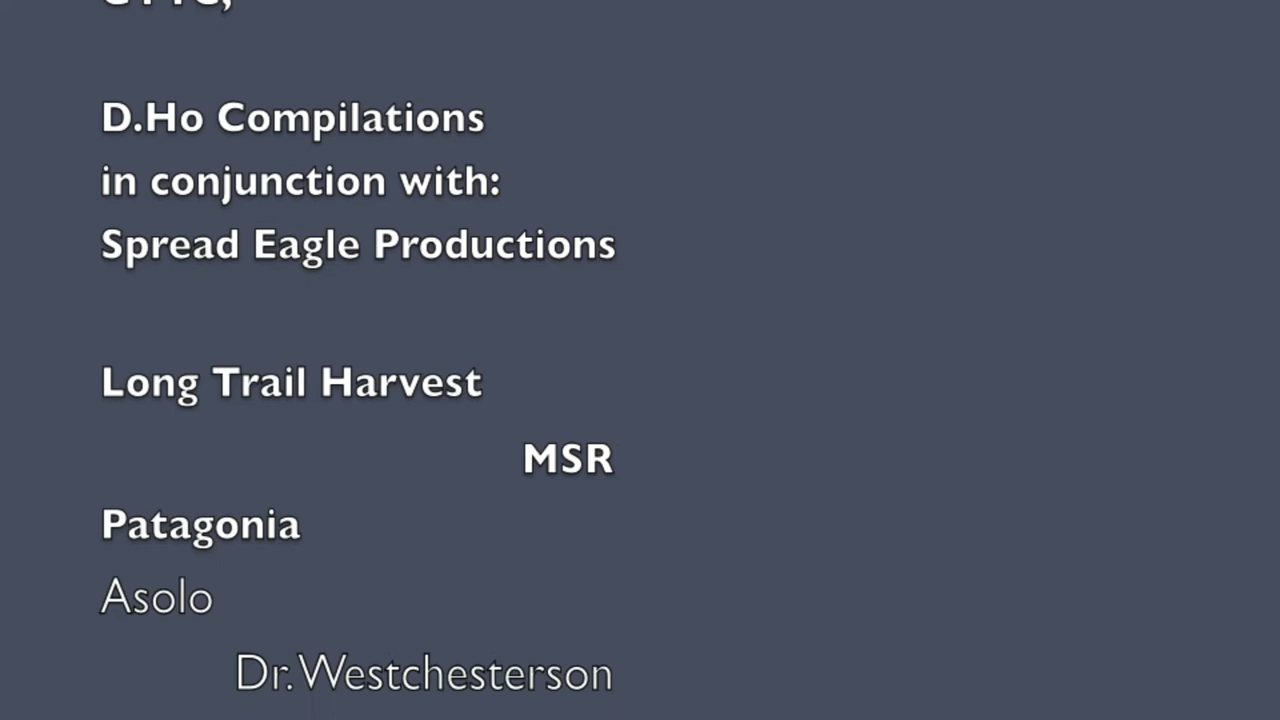 D.Ho Compilations
in conjunction with:
Spread Eagle Productions
Long Trail Harvest
MSR
Patagonia
Asolo
Dr. Westchesterson